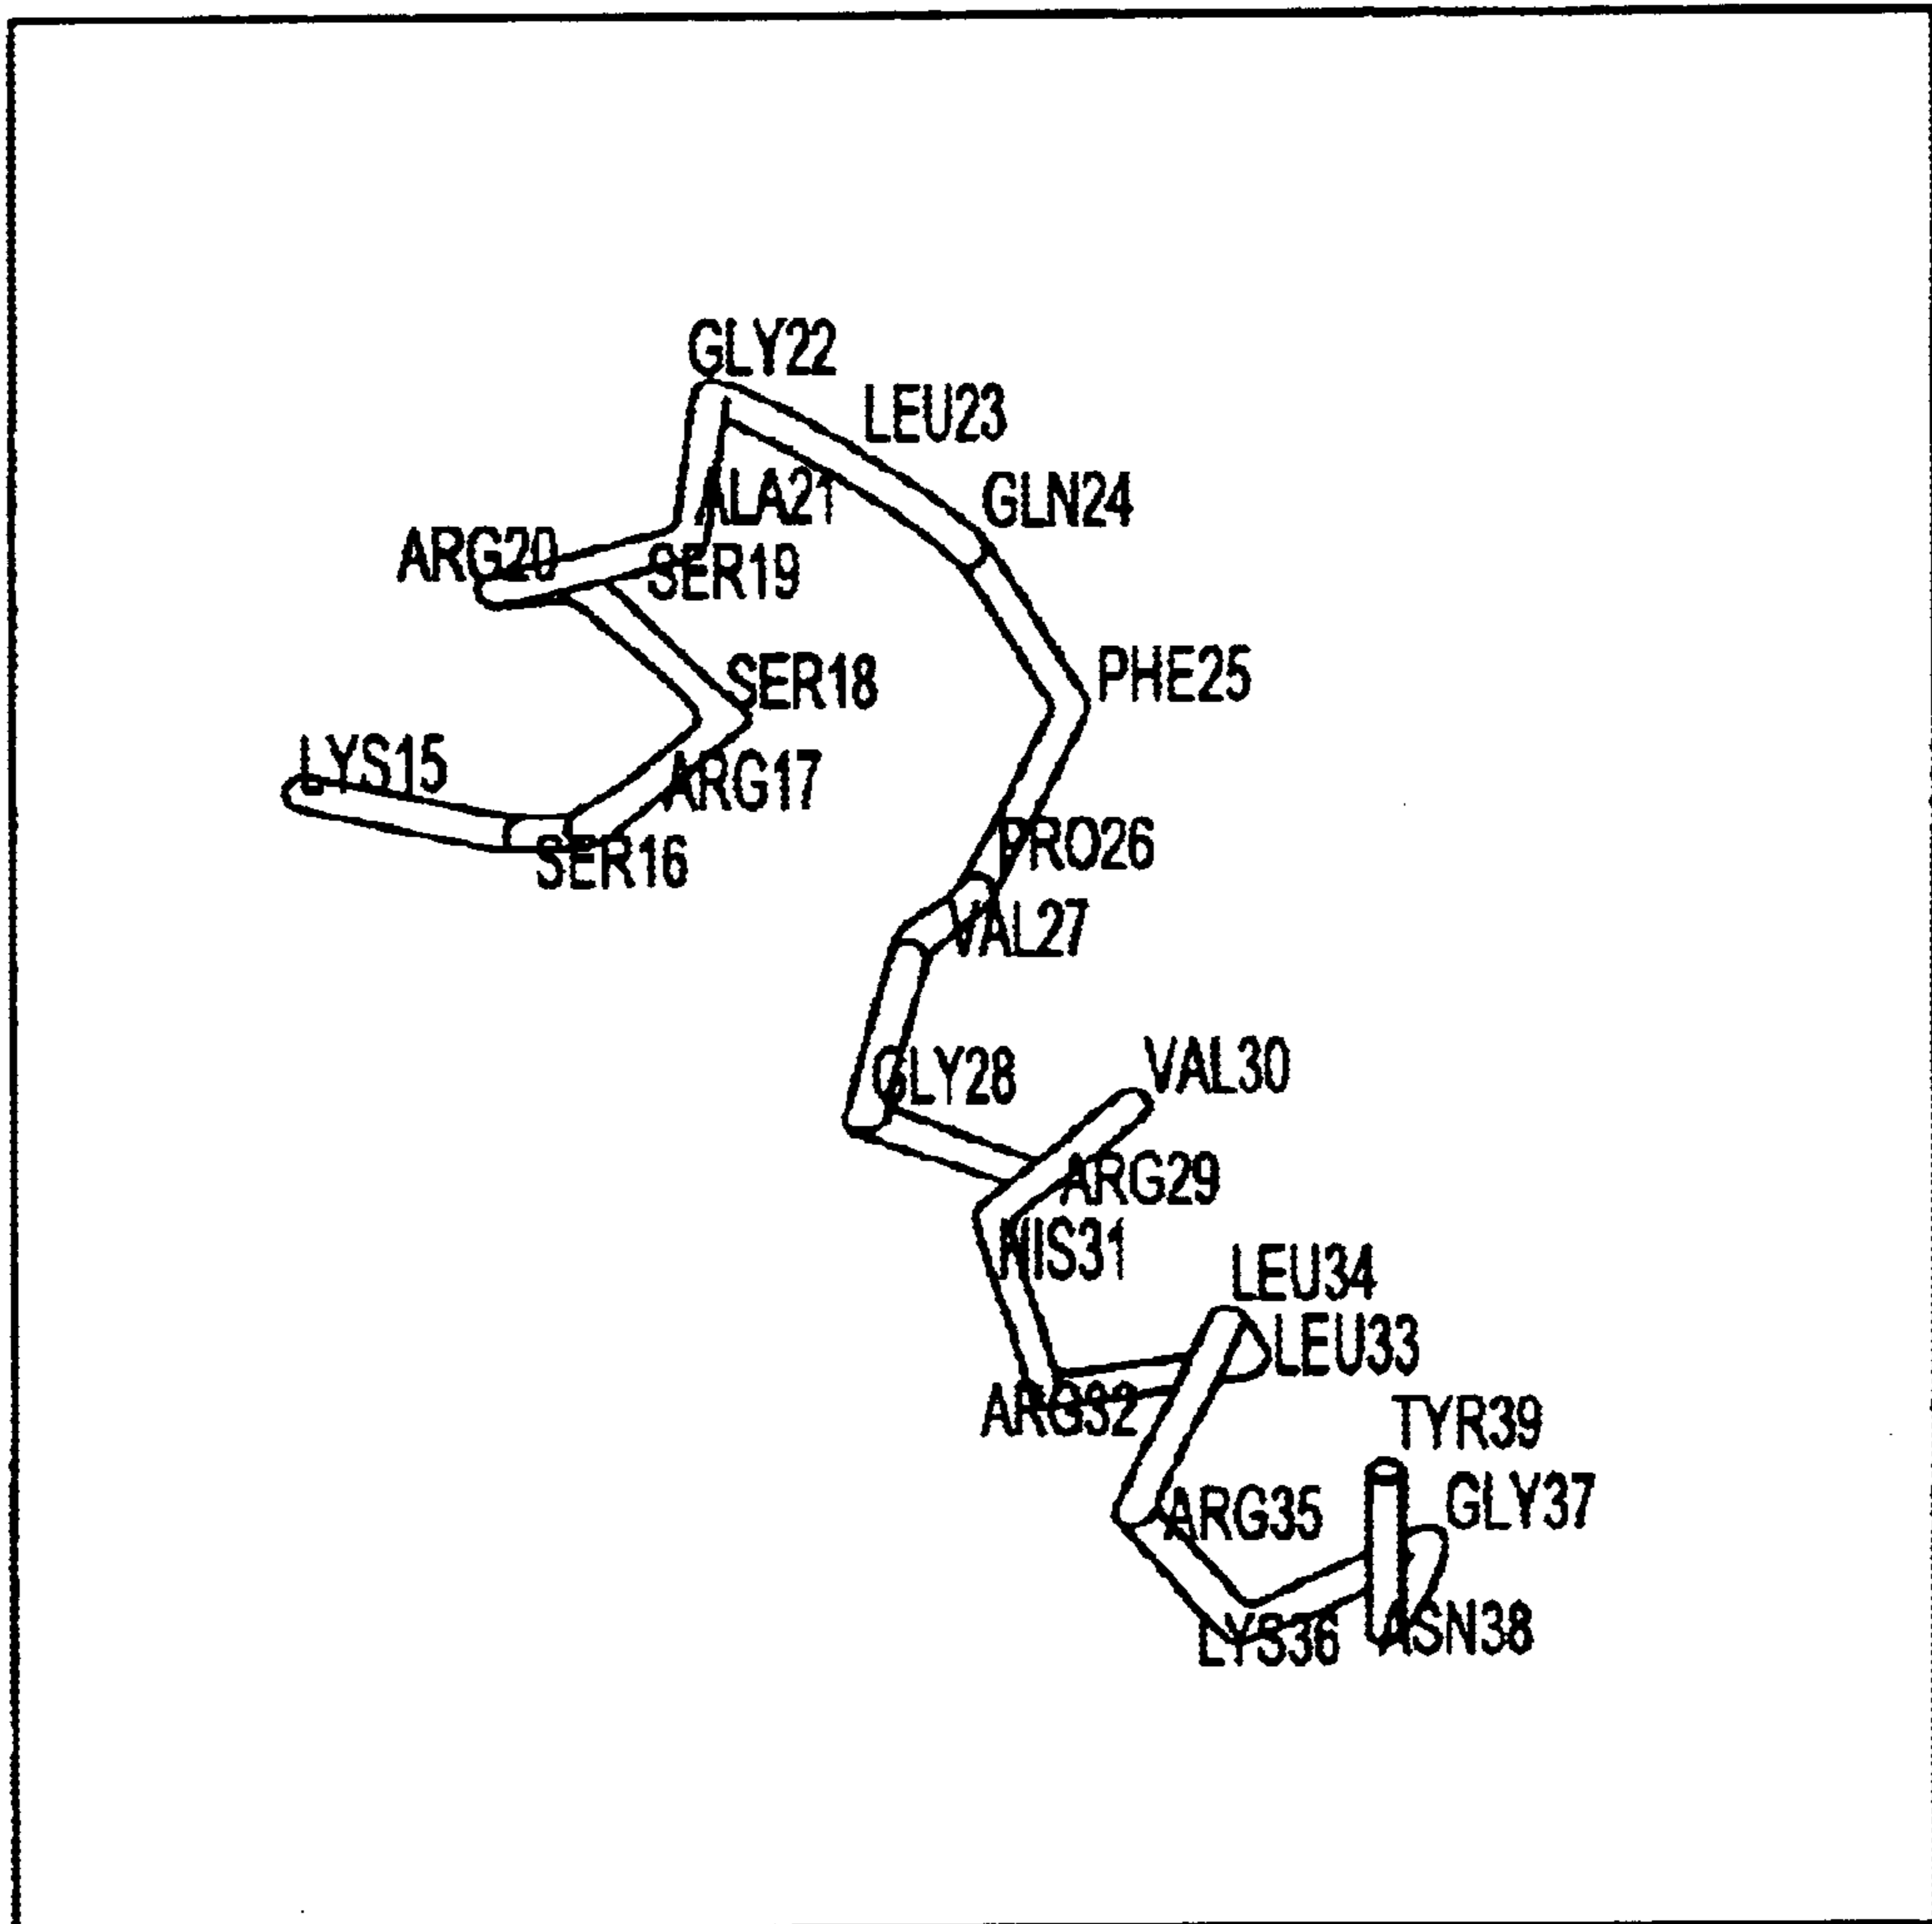 GLY22
LEU23
ALA21
GLN24
ARG20
SER19
SER18
PHE25
LYS15
ARG17
SER16
PRO26
VAL27
GLY28
VAL30
ARG29
HIS31
LEU34
LEU33
ARG32
TYR39
ARG35
GLY37
LYS36
ASN38